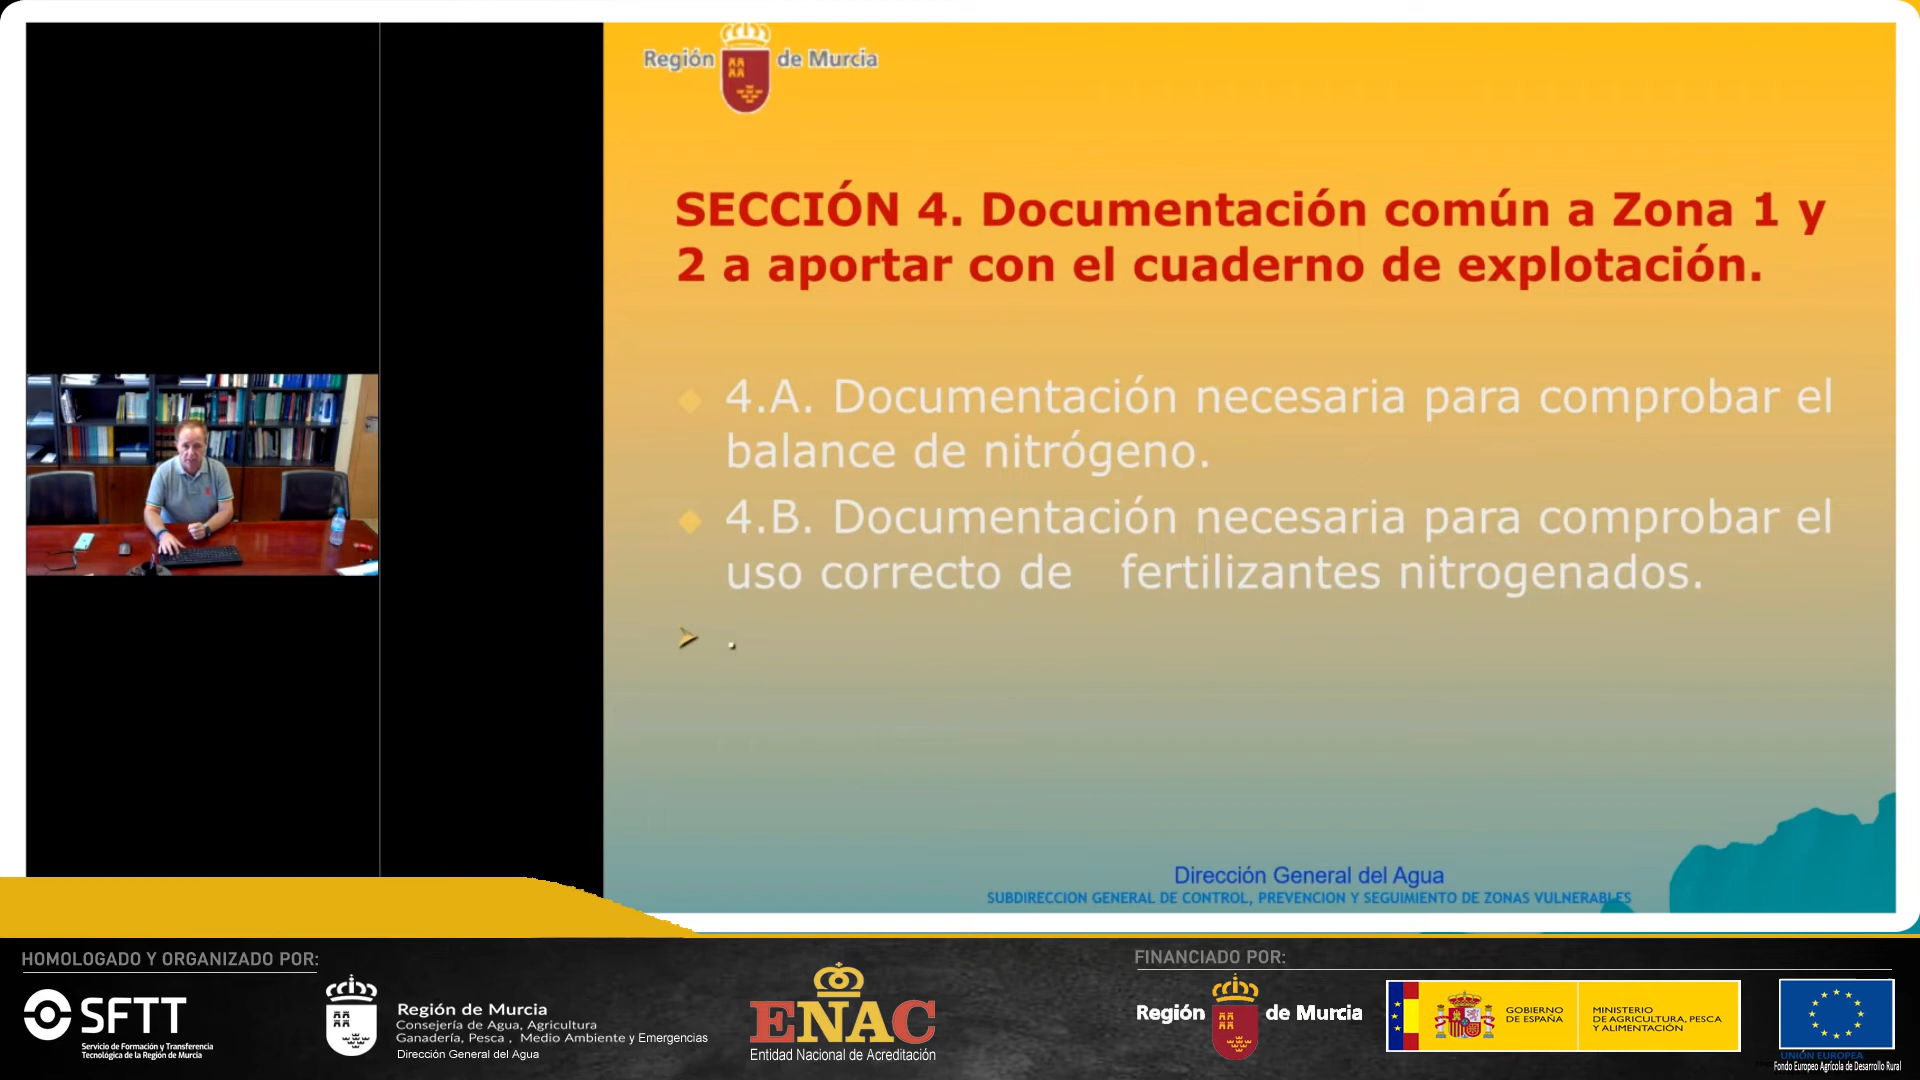 Región de Murcia
SECCIÓN 4. Documentación común a Zona 1 y
2 a aportar con el cuaderno de explotación.
4.A. Documentación necesaria para comprobar el
balance de nitrógeno.
4.B. Documentación necesaria para comprobar el
uso correcto de fertilizantes nitrogenados.
.
Dirección General del Agua
SUBDIRECCION GENERAL DE CONTROL, PREVENCION Y SEGUIMIENTO DE ZONAS VULNERABLES
HOMOLOGADO Y ORGANIZADO POR:
SFTT
Servicio de Formación y Transferencia
Tecnológica de la Región de Murcia
Región de Murcia
Consejería de Agua, Agricultura
Ganadería, Pesca , Medio Ambiente y Emergencias
Dirección General del Agua
ENAC
Entidad Nacional de Acreditación
FINANCIADO POR:
Región de Murcia
GOBIERNO
DE ESPAÑA
MINISTERIO
DE AGRICULTURA, PESCA
Y ALIMENTACIÓN
UNIÓN EUROPEA
Fondo Europeo Agrícola de Desarrollo Rural